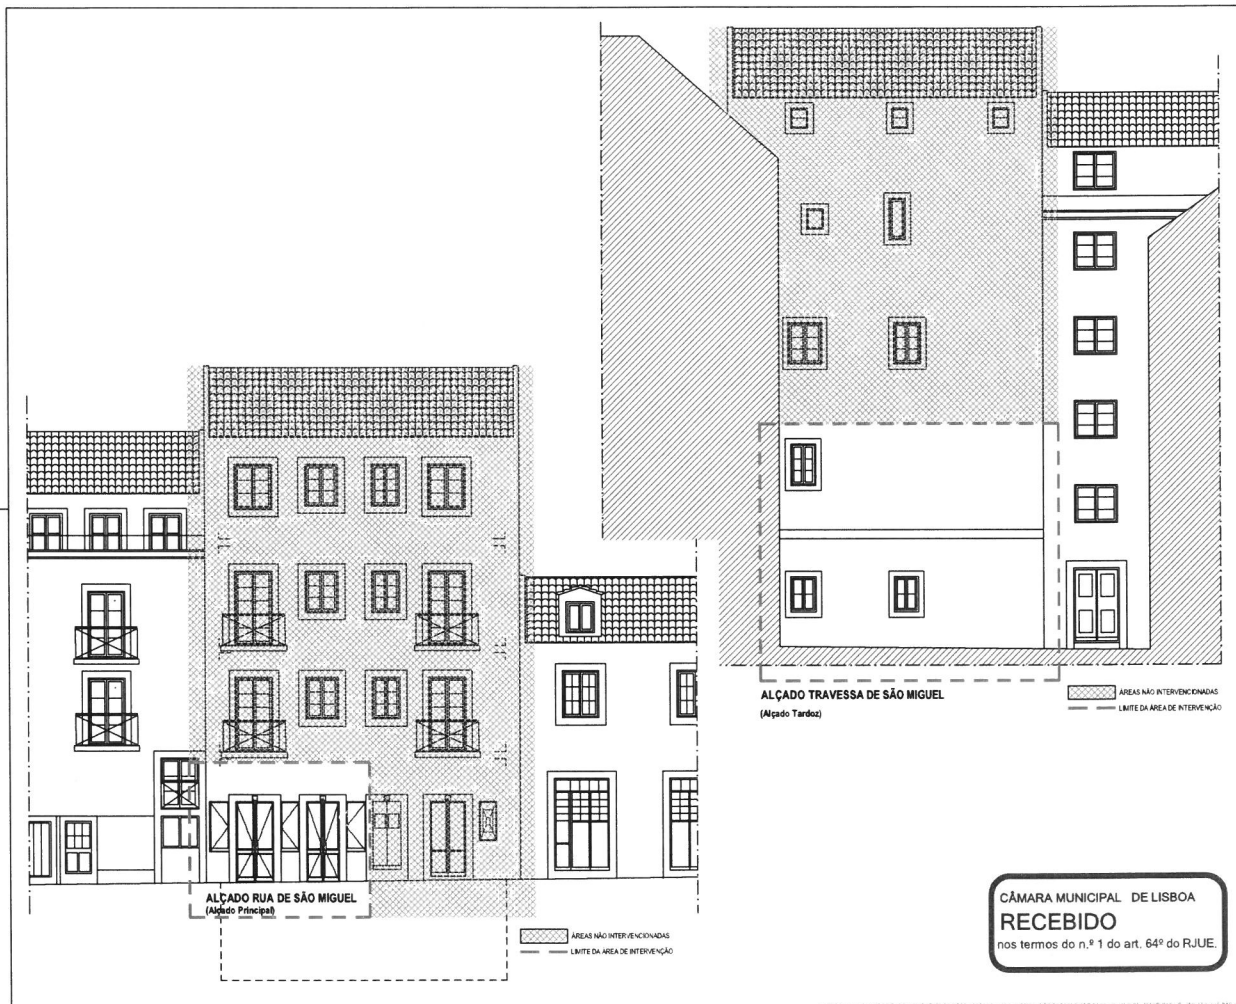 ALÇADO TRAVESSA DE SÃO MIGUEL
(Alçado Tardoz)
ÁREAS NÃO INTERVENCIONADAS
LIMITE DA ÁREA DE INTERVENÇÃO
ALÇADO RUA DE SÃO MIGUEL
(Alçado Principal)
ÁREAS NÃO INTERVENCIONADAS
LIMITE DA ÁREA DE INTERVENÇÃO
CÂMARA MUNICIPAL DE LISBOA
RECEBIDO
nos termos do n.º 1 do art. 64º do RJUE.